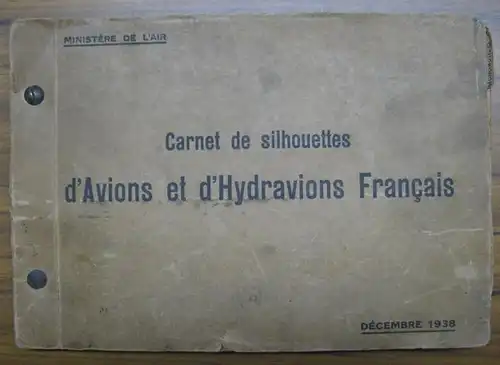 MINISTÈRE DE L'AIR
Carnet de silhouettes
d'Avions et d'Hydravions Français
DÉCEMBRE 1938